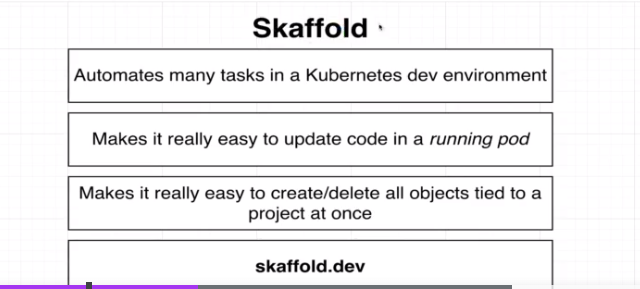 Skaffold
Automates many tasks in a Kubernetes dev environment
Makes it really easy to update code in a running pod
Makes it really easy to create/delete all objects tied to a
project at once
skaffold.dev